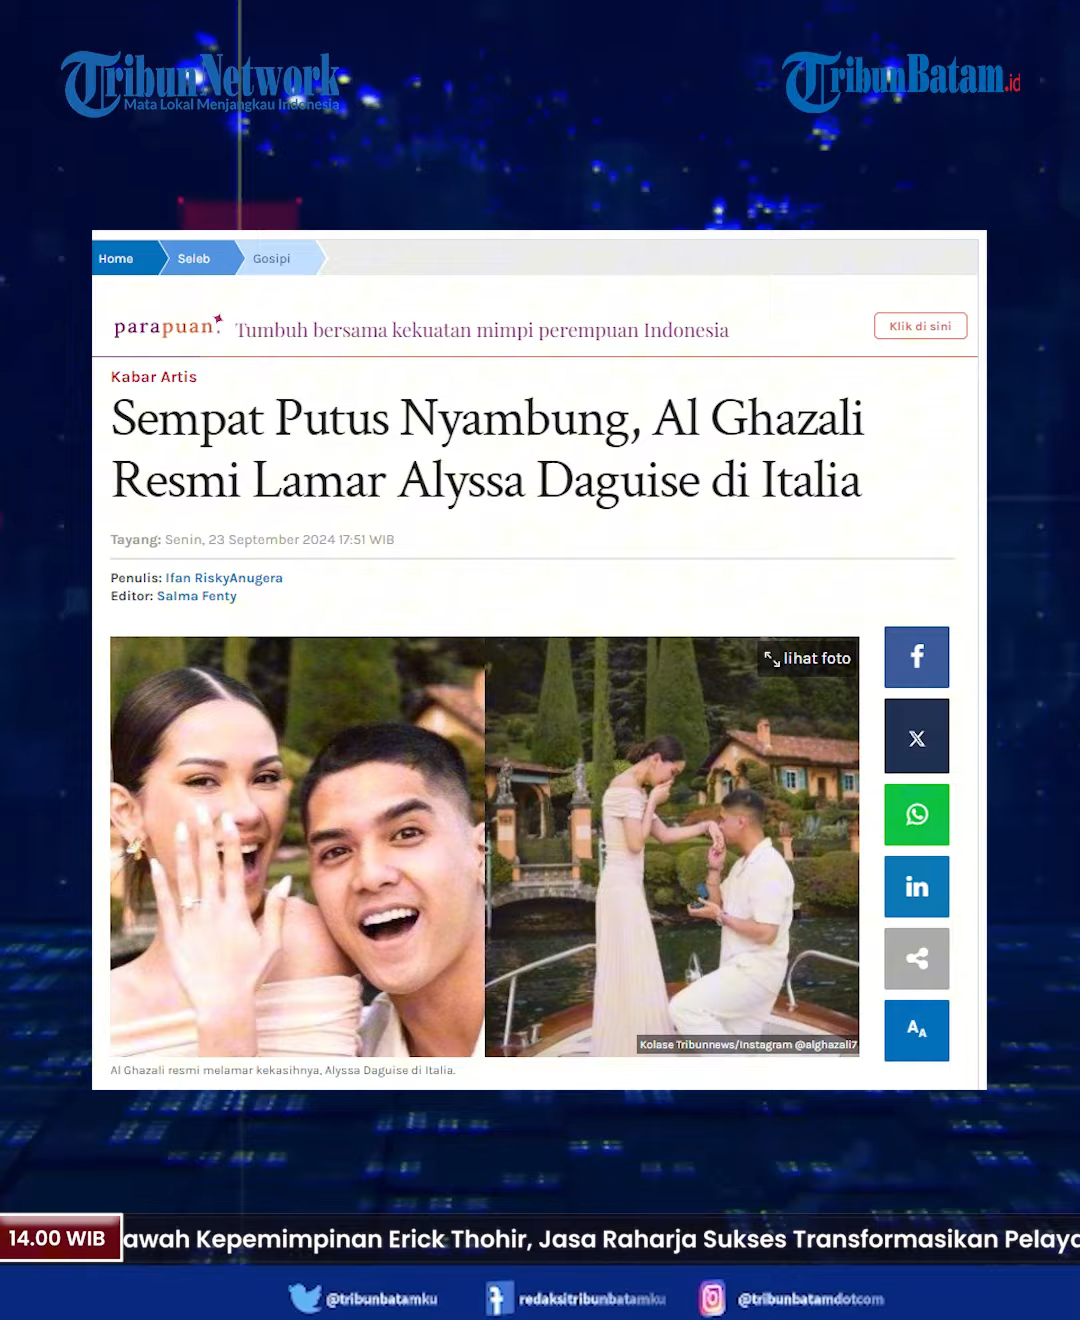 TribunNetwork
Mata Lokal Menjangkau Indonesia
TribunBatam.id
Home
Seleb
Gosipi
parapuan.
Tumbuh bersama kekuatan mimpi perempuan Indonesia
Klik di sini
Kabar Artis
Sempat Putus Nyambung, Al Ghazali
Resmi Lamar Alyssa Daguise di Italia
Tayang: Senin, 23 September 2024 17:51 WIB
Penulis: Ifan RiskyAnugera
Editor: Salma Fenty
lihat foto
Kolase Tribunnews/Instagram @alghazali7
Al Ghazali resmi melamar kekasihnya, Alyssa Daguise di Italia.
14.00 WIB
awah Kepemimpinan Erick Thohir, Jasa Raharja Sukses Transformasikan Pelaya
@tribunbatamku
redaksitribunbatamku
@tribunbatamdotcom